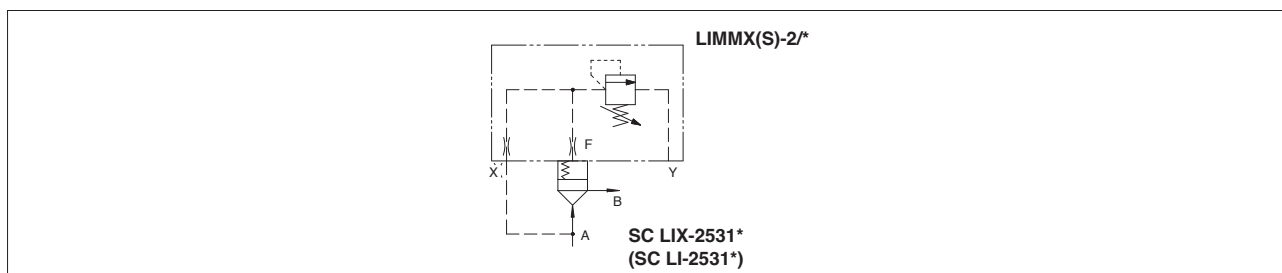 LIMMX(S)-2/*
F
X
Y
B
A
SC LIX-2531*
(SC LI-2531*)